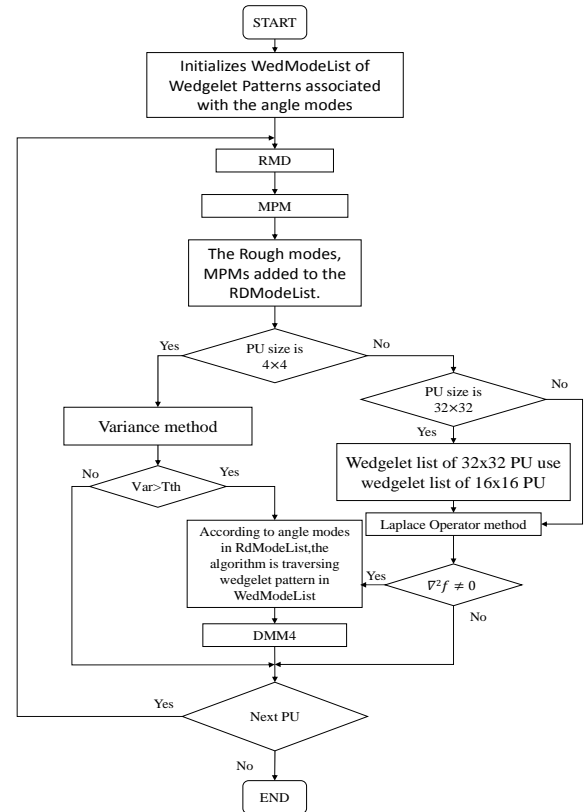 START
Initializes WedModeList of
Wedgelet Patterns associated
with the angle modes
RMD
MPM
The Rough modes,
MPMs added to the
RDModeList.
Yes
PU size is
4×4
No
PU size is
32×32
No
Yes
Variance method
Wedgelet list of 32x32 PU use
wedgelet list of 16x16 PU
No
Var>Tth
Yes
Laplace Operator method
According to angle modes
in RdModeList,the
algorithm is traversing
wedgelet pattern in
WedModeList
Yes
∇²f ≠ 0
No
DMM4
Yes
Next PU
No
END